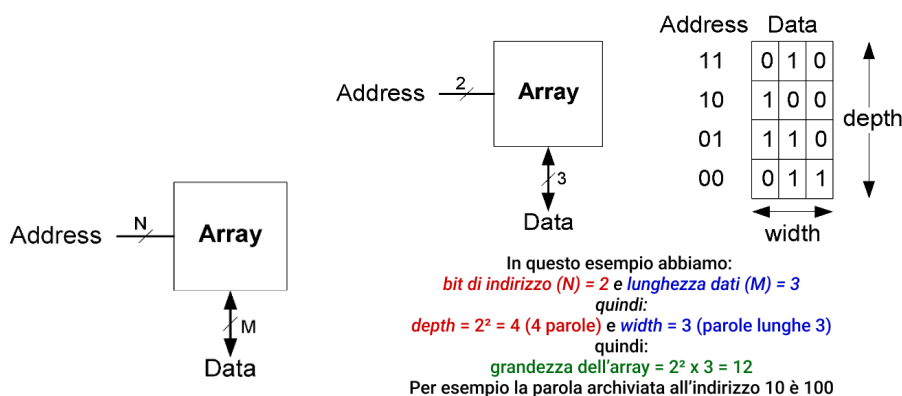 Address N Array
M
Data
Address 2 Array
3
Data
Address Data
11 0 1 0
10 1 0 0
01 1 1 0
00 0 1 1
depth
width
In questo esempio abbiamo:
bit di indirizzo (N) = 2 e lunghezza dati (M) = 3
quindi:
depth = 2² = 4 (4 parole) e width = 3 (parole lunghe 3)
quindi:
grandezza dell'array = 2² x 3 = 12
Per esempio la parola archiviata all'indirizzo 10 è 100